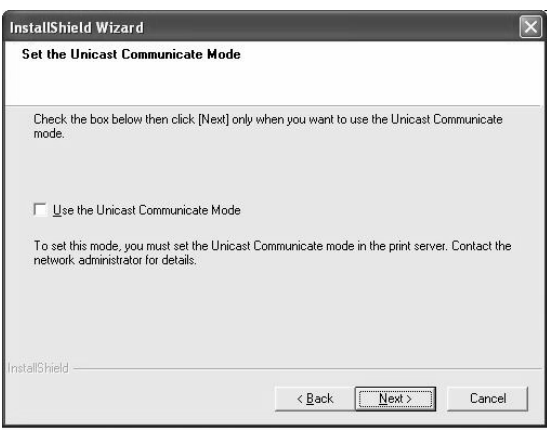 InstallShield Wizard
Set the Unicast Communicate Mode
Check the box below then click [Next] only when you want to use the Unicast Communicate
mode.
Use the Unicast Communicate Mode
To set this mode, you must set the Unicast Communicate mode in the print server. Contact the
network administrator for details.
InstallShield
< Back Next > Cancel